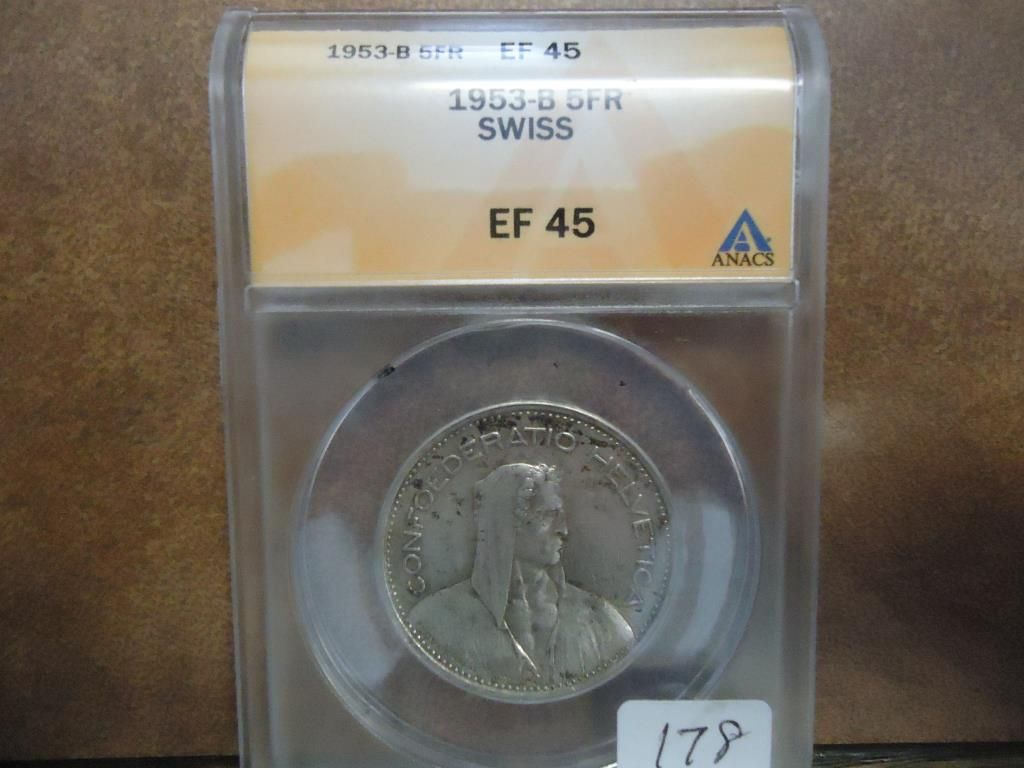 1953-B 5FR EF 45
1953-B 5FR
SWISS
EF 45
ANACS
CONFOEDERATIO HELVETICA
178